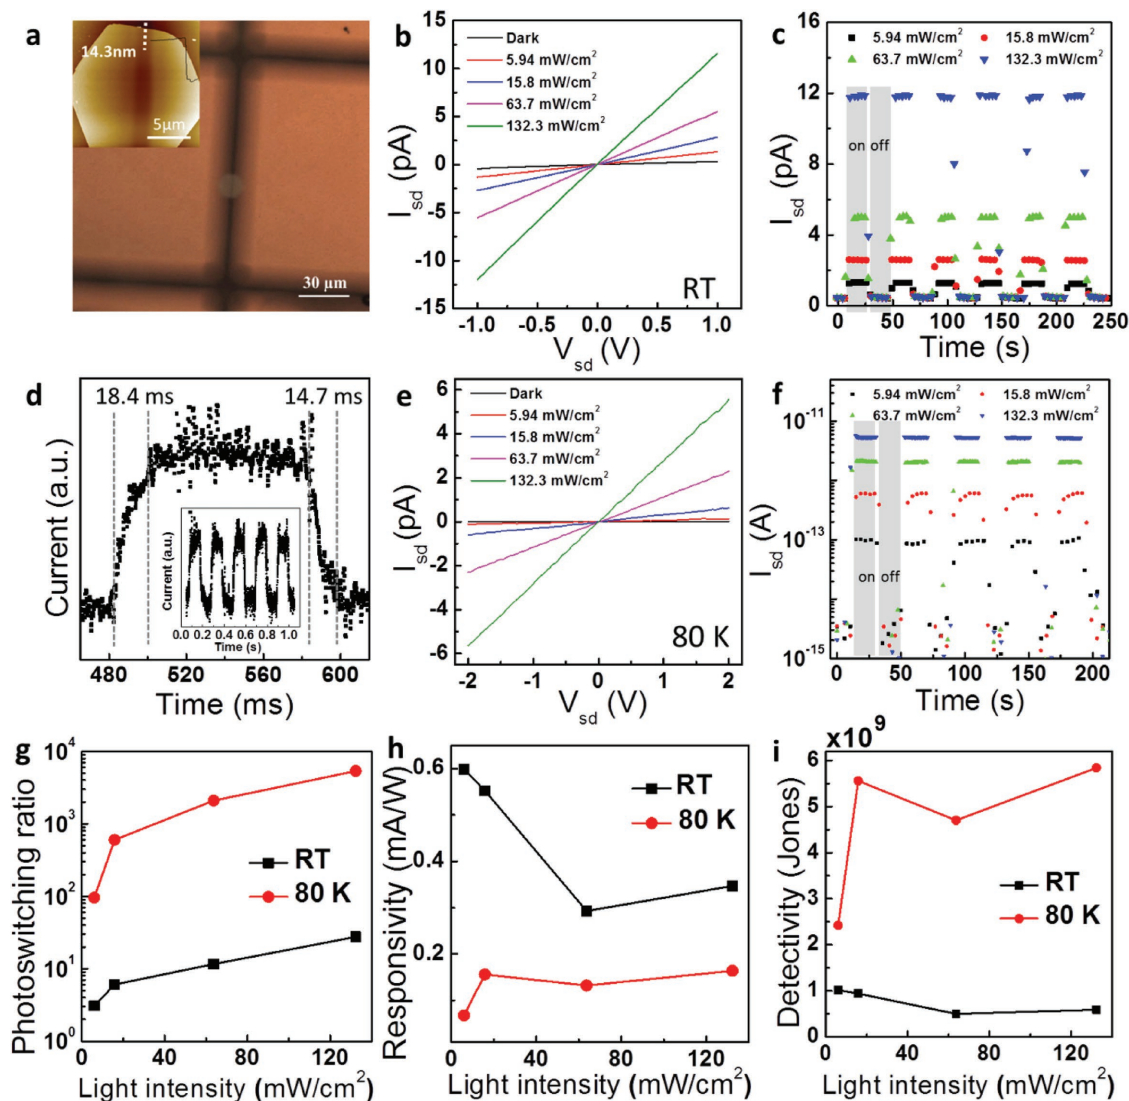 a
14.3nm
5μm
30 μm
b
Dark
5.94 mW/cm²
15.8 mW/cm²
63.7 mW/cm²
132.3 mW/cm²
15
10
5
0
-5
-10
-15
I_sd (pA)
RT
-1.0 -0.5 0.0 0.5 1.0
V_sd (V)
c
5.94 mW/cm² 15.8 mW/cm²
63.7 mW/cm² 132.3 mW/cm²
16
12
8
4
0
I_sd (pA)
on off
0 50 100 150 200 250
Time (s)
d
18.4 ms 14.7 ms
Current (a.u.)
Current (a.u.)
0.0 0.2 0.4 0.6 0.8 1.0
Time (s)
480 520 560 600
Time (ms)
e
Dark
5.94 mW/cm²
15.8 mW/cm²
63.7 mW/cm²
132.3 mW/cm²
6
4
2
0
-2
-4
-6
I_sd (pA)
80 K
-2 -1 0 1 2
V_sd (V)
f
5.94 mW/cm² 15.8 mW/cm²
63.7 mW/cm² 132.3 mW/cm²
10⁻¹¹
10⁻¹³
10⁻¹⁵
I_sd (A)
on off
0 50 100 150 200
Time (s)
g
10⁴
10³
10²
10¹
10⁰
Photoswitching ratio
RT
80 K
0 40 80 120
Light intensity (mW/cm²)
h
0.6
0.4
0.2
Responsivity (mA/W)
RT
80 K
0 40 80 120
Light intensity (mW/cm²)
i
x10⁹
6
5
4
3
2
1
0
Detectivity (Jones)
RT
80 K
0 40 80 120
Light intensity (mW/cm²)